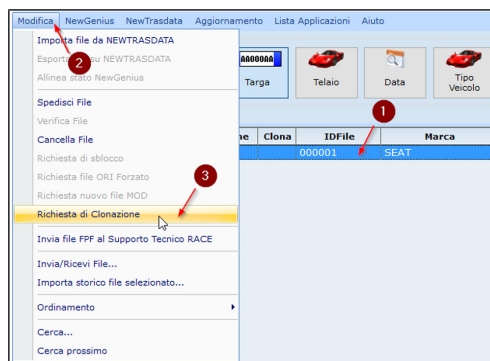 Modifica NewGenius NewTrasdata Aggiornamento Lista Applicazioni Aiuto
Importa file da NEWTRASDATA
2
su NEWTRASDATA
Allinea stato NewGenius
AA000AA
Targa Telaio Data Tipo
Veicolo
Spedisci File
Verifica File
1
Cancella File
Clona IDFile Marca
Richiesta di sblocco
000001 SEAT
Richiesta file ORI Forzato
3
Richiesta nuovo file MOD
Richiesta di Clonazione
Invia file FPF al Supporto Tecnico RACE
Invia/Ricevi File...
Importa storico file selezionato...
Ordinamento
Cerca...
Cerca prossimo